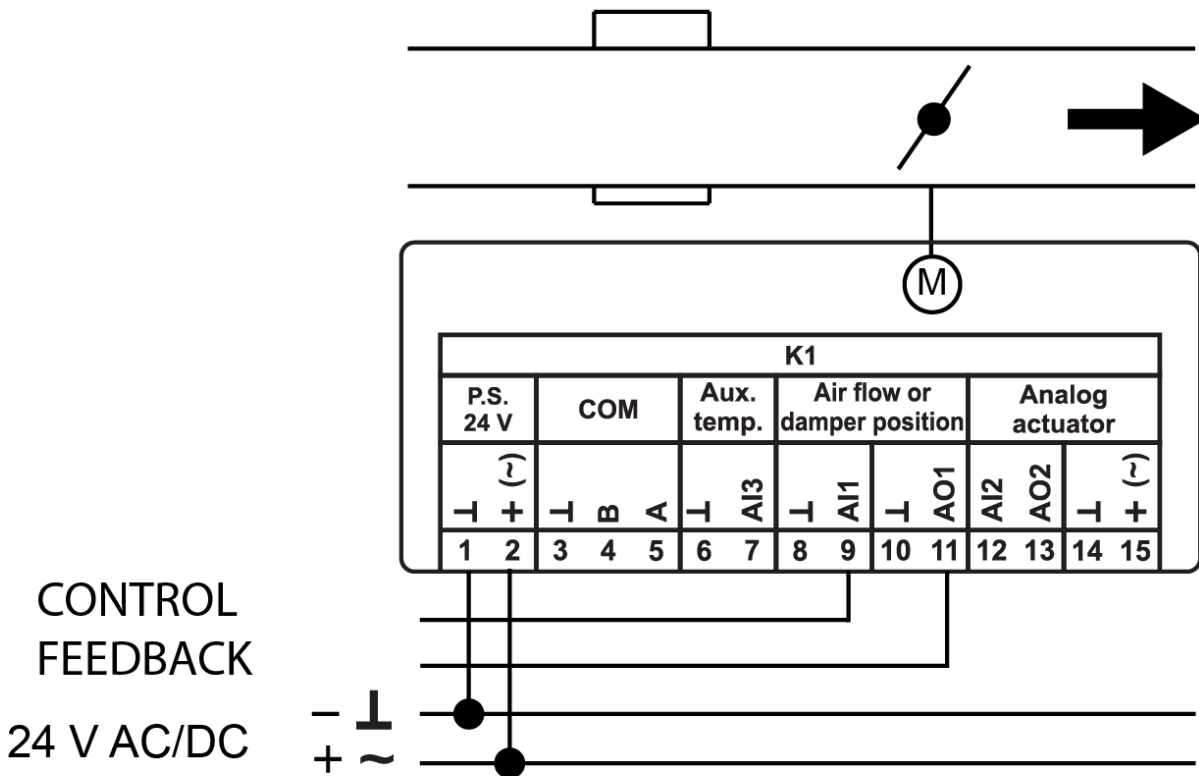 M
K1
P.S. 24 V
COM
Aux. temp.
Air flow or damper position
Analog actuator
⊥ + (~) ⊥ B A ⊥ AI3 ⊥ AI1 ⊥ AO1 AI2 AO2 ⊥ + (~)
1 2 3 4 5 6 7 8 9 10 11 12 13 14 15
CONTROL
FEEDBACK
24 V AC/DC
− ⊥
+ ~